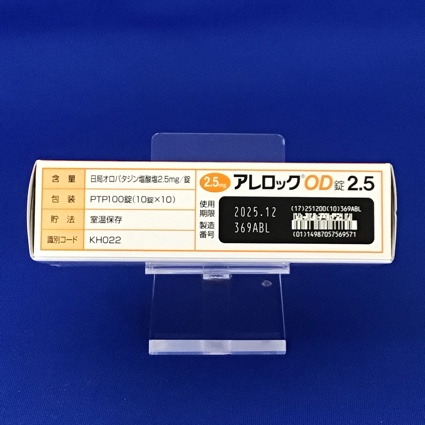 含量 日局オロパタジン塩酸塩2.5mg/錠
包装 PTP100錠(10錠×10)
貯法 室温保存
識別コード KH022
2.5mg アレロック®OD錠2.5
使用期限 2025.12
製造番号 369ABL
(17)251200(10)369ABL
(01)14987057569571